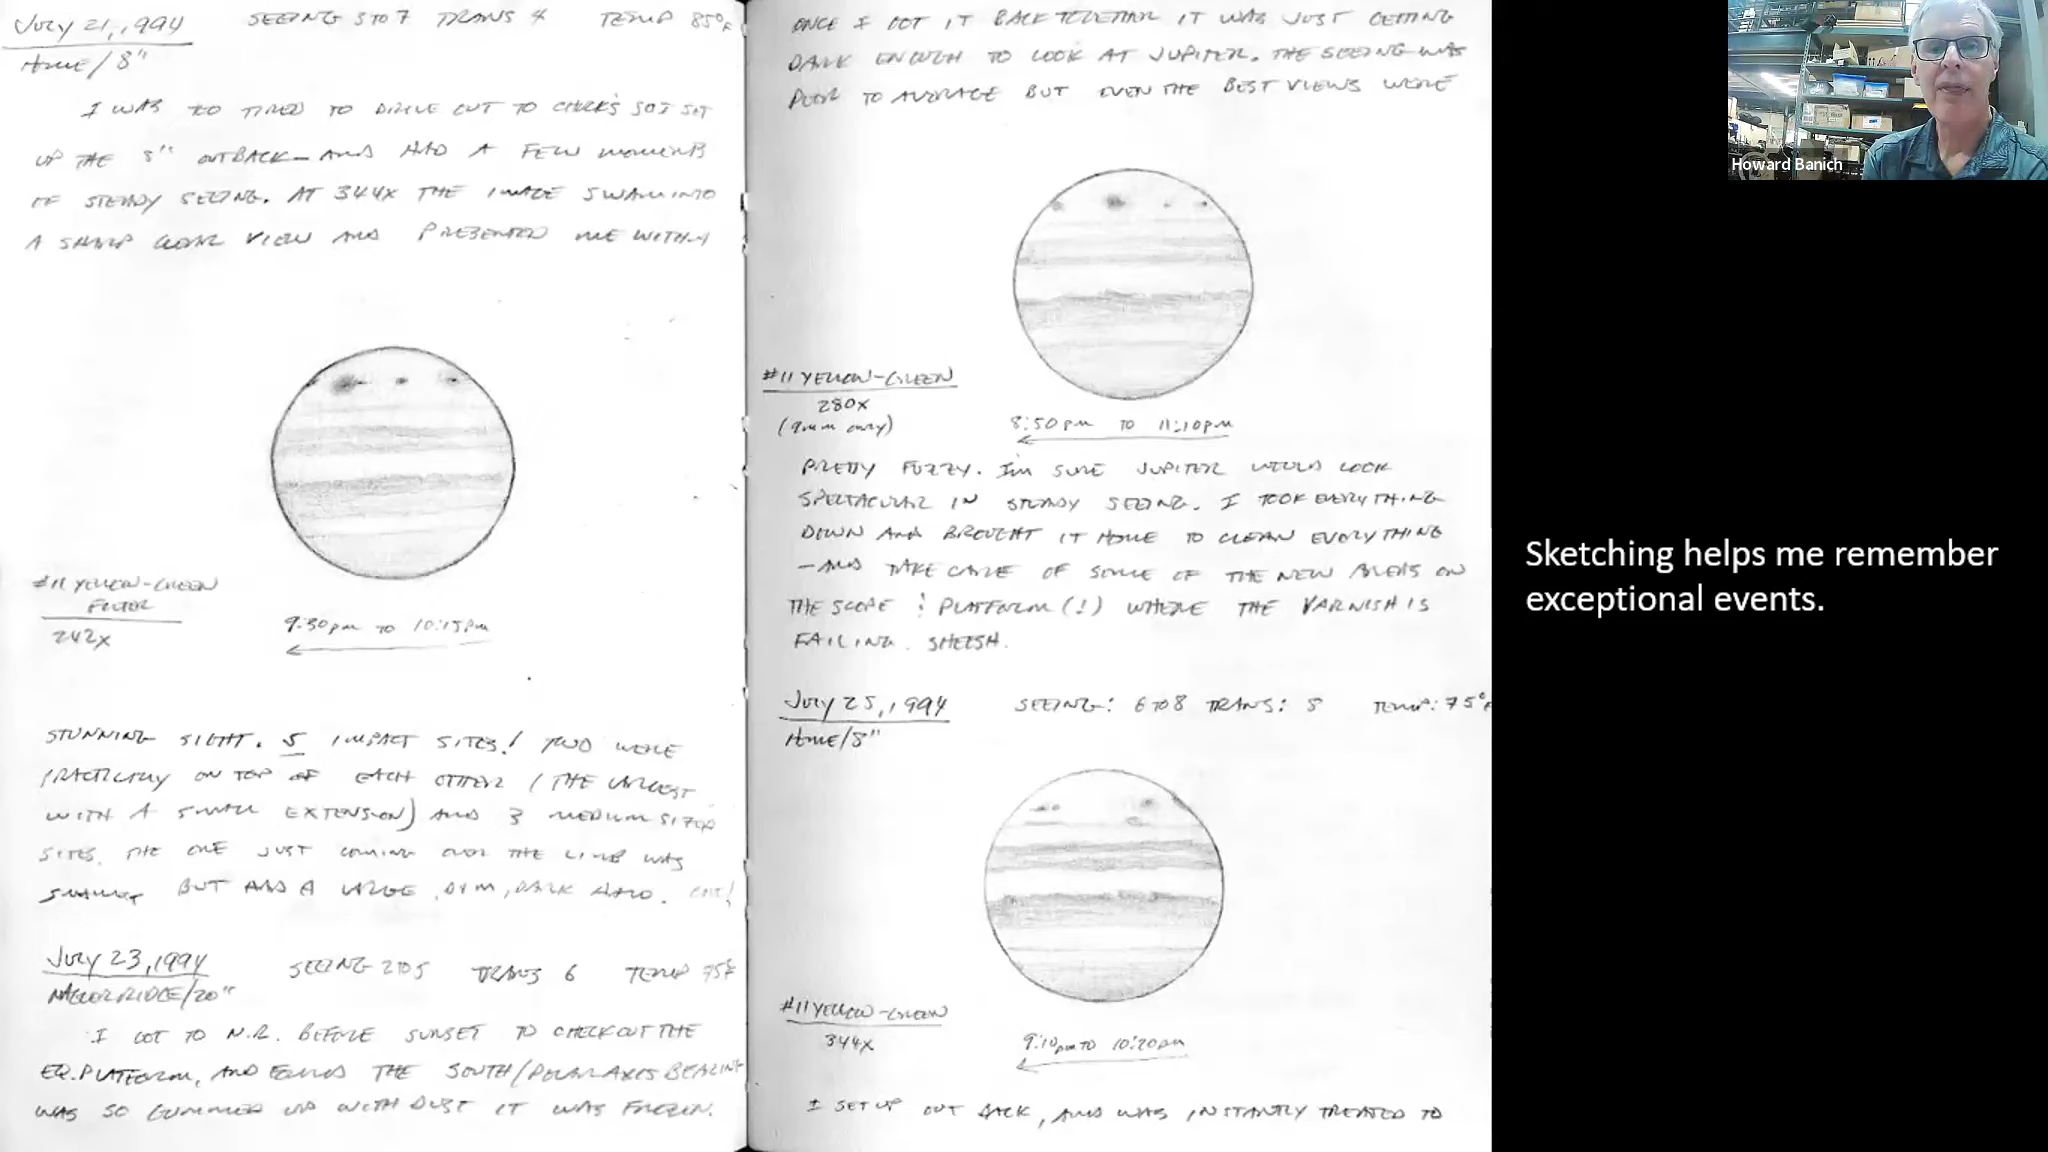 July 21, 1994 SEEING 5 TO 7 TRANS 4 TEMP 85°F
HOME/8"
I WAS TOO TIRED TO DRIVE OUT TO CHUCK'S SO I SET
UP THE 8" OUTBACK — AND HAD A FEW MOMENTS
OF STEADY SEEING. AT 344X THE IMAGE SWAM INTO
A SHARP CLEAR VIEW AND PRESENTED ME WITH A
#11 YELLOW-GREEN
FILTER
242X
9:30pm TO 10:15pm
STUNNING SIGHT. 5 IMPACT SITES! TWO WERE
PRACTICALLY ON TOP OF EACH OTHER (THE LARGEST
WITH A SMALL EXTENSION) AND 3 MEDIUM SIZED
SITES. THE ONE JUST COMING OVER THE LIMB WAS
SMALLEST BUT HAD A LARGE, DIM, DARK HALO.
July 23, 1994 SEEING 2 TO 5 TRANS 6 TEMP 75°F
/20"
I GOT TO N.R. BEFORE SUNSET TO CHECK OUT THE
EQ. PLATFORM, AND FOUND THE SOUTH/POLAR AXIS BEARING
WAS SO GUMMED UP WITH DUST IT WAS FROZEN.
ONCE I GOT IT BACK TOGETHER IT WAS JUST GETTING
DARK ENOUGH TO LOOK AT JUPITER. THE SEEING WAS
POOR TO AVERAGE BUT EVEN THE BEST VIEWS WERE
#11 YELLOW-GREEN
280X
(9mm only)
8:50pm TO 11:10pm
PRETTY FUZZY. I'M SURE JUPITER WOULD LOOK
SPECTACULAR IN STEADY SEEING. I TOOK EVERYTHING
DOWN AND BROUGHT IT HOME TO CLEAN EVERYTHING
— AND TAKE CARE OF SOME OF THE NEW AREAS ON
THE SCOPE & PLATFORM (!) WHERE THE VARNISH IS
FAILING. SHEESH.
July 25, 1994 SEEING: 6 TO 8 TRANS: 5 TEMP: 75°F
HOME/8"
#11 YELLOW-GREEN
344X
9:10pm TO 10:20pm
I SET UP OUT BACK, AND WAS INSTANTLY TREATED TO
Howard Banich
Sketching helps me remember
exceptional events.